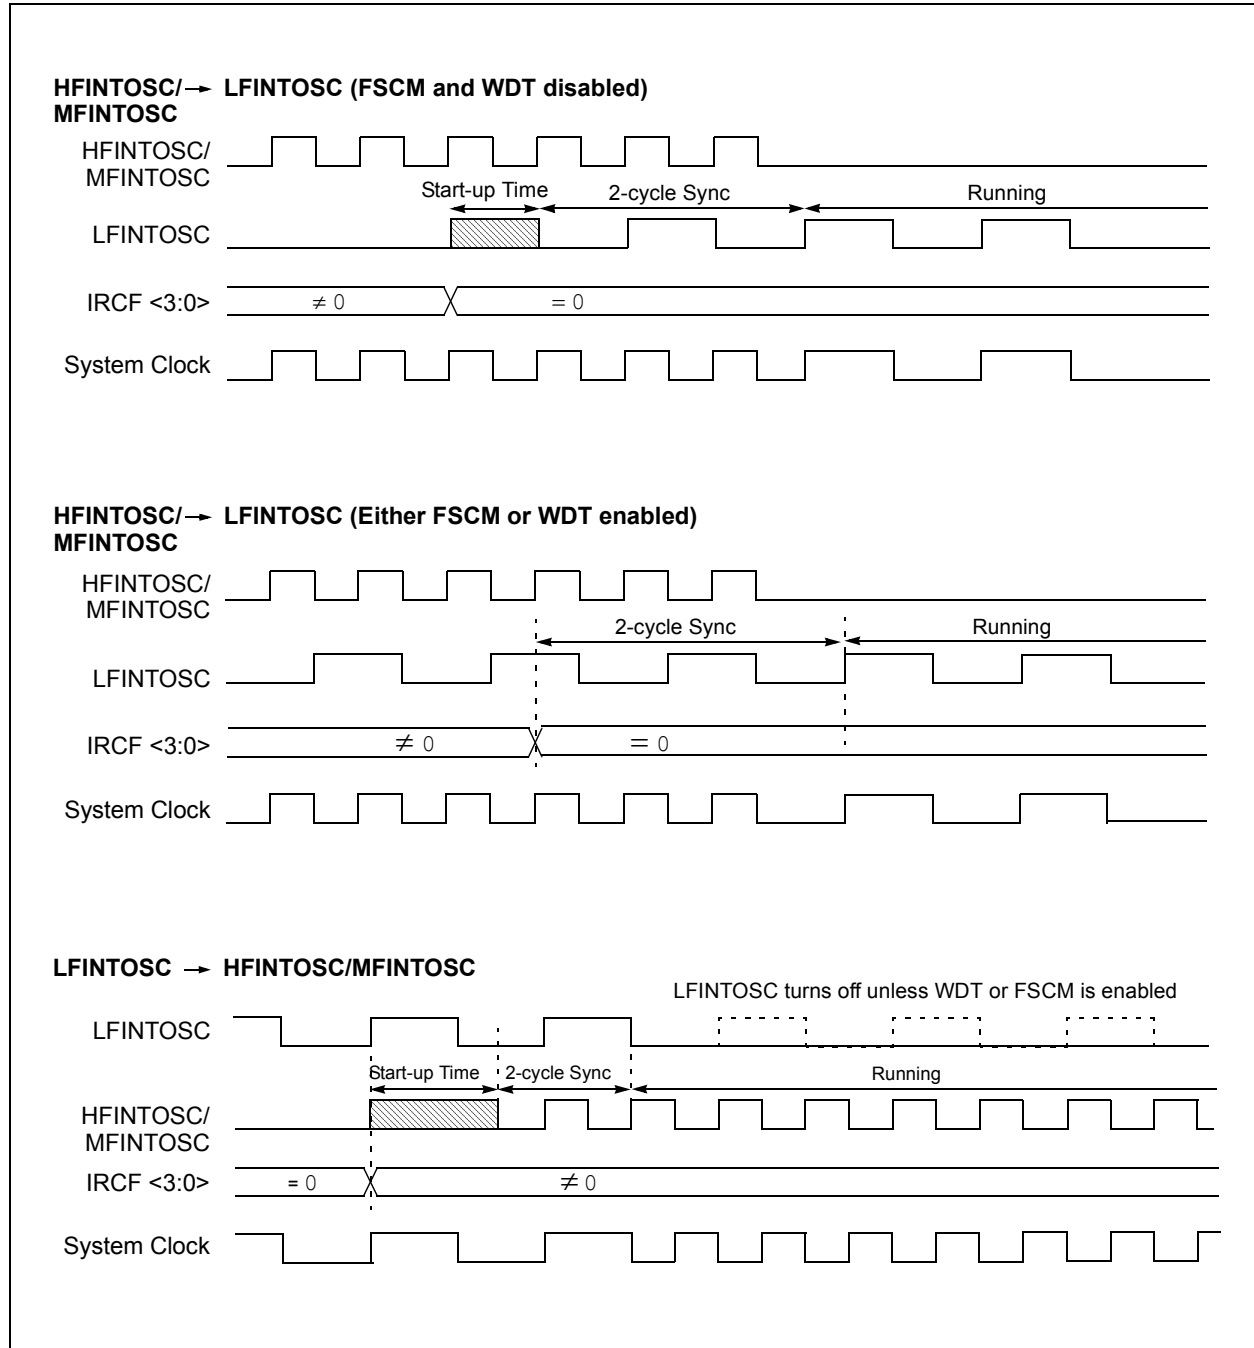 HFINTOSC/→ LFINTOSC (FSCM and WDT disabled)
MFINTOSC
HFINTOSC/
MFINTOSC
Start-up Time 2-cycle Sync Running
LFINTOSC
IRCF <3:0> ≠ 0 = 0
System Clock
HFINTOSC/→ LFINTOSC (Either FSCM or WDT enabled)
MFINTOSC
HFINTOSC/
MFINTOSC
2-cycle Sync Running
LFINTOSC
IRCF <3:0> ≠ 0 = 0
System Clock
LFINTOSC → HFINTOSC/MFINTOSC
LFINTOSC turns off unless WDT or FSCM is enabled
LFINTOSC
Start-up Time 2-cycle Sync Running
HFINTOSC/
MFINTOSC
IRCF <3:0> = 0 ≠ 0
System Clock